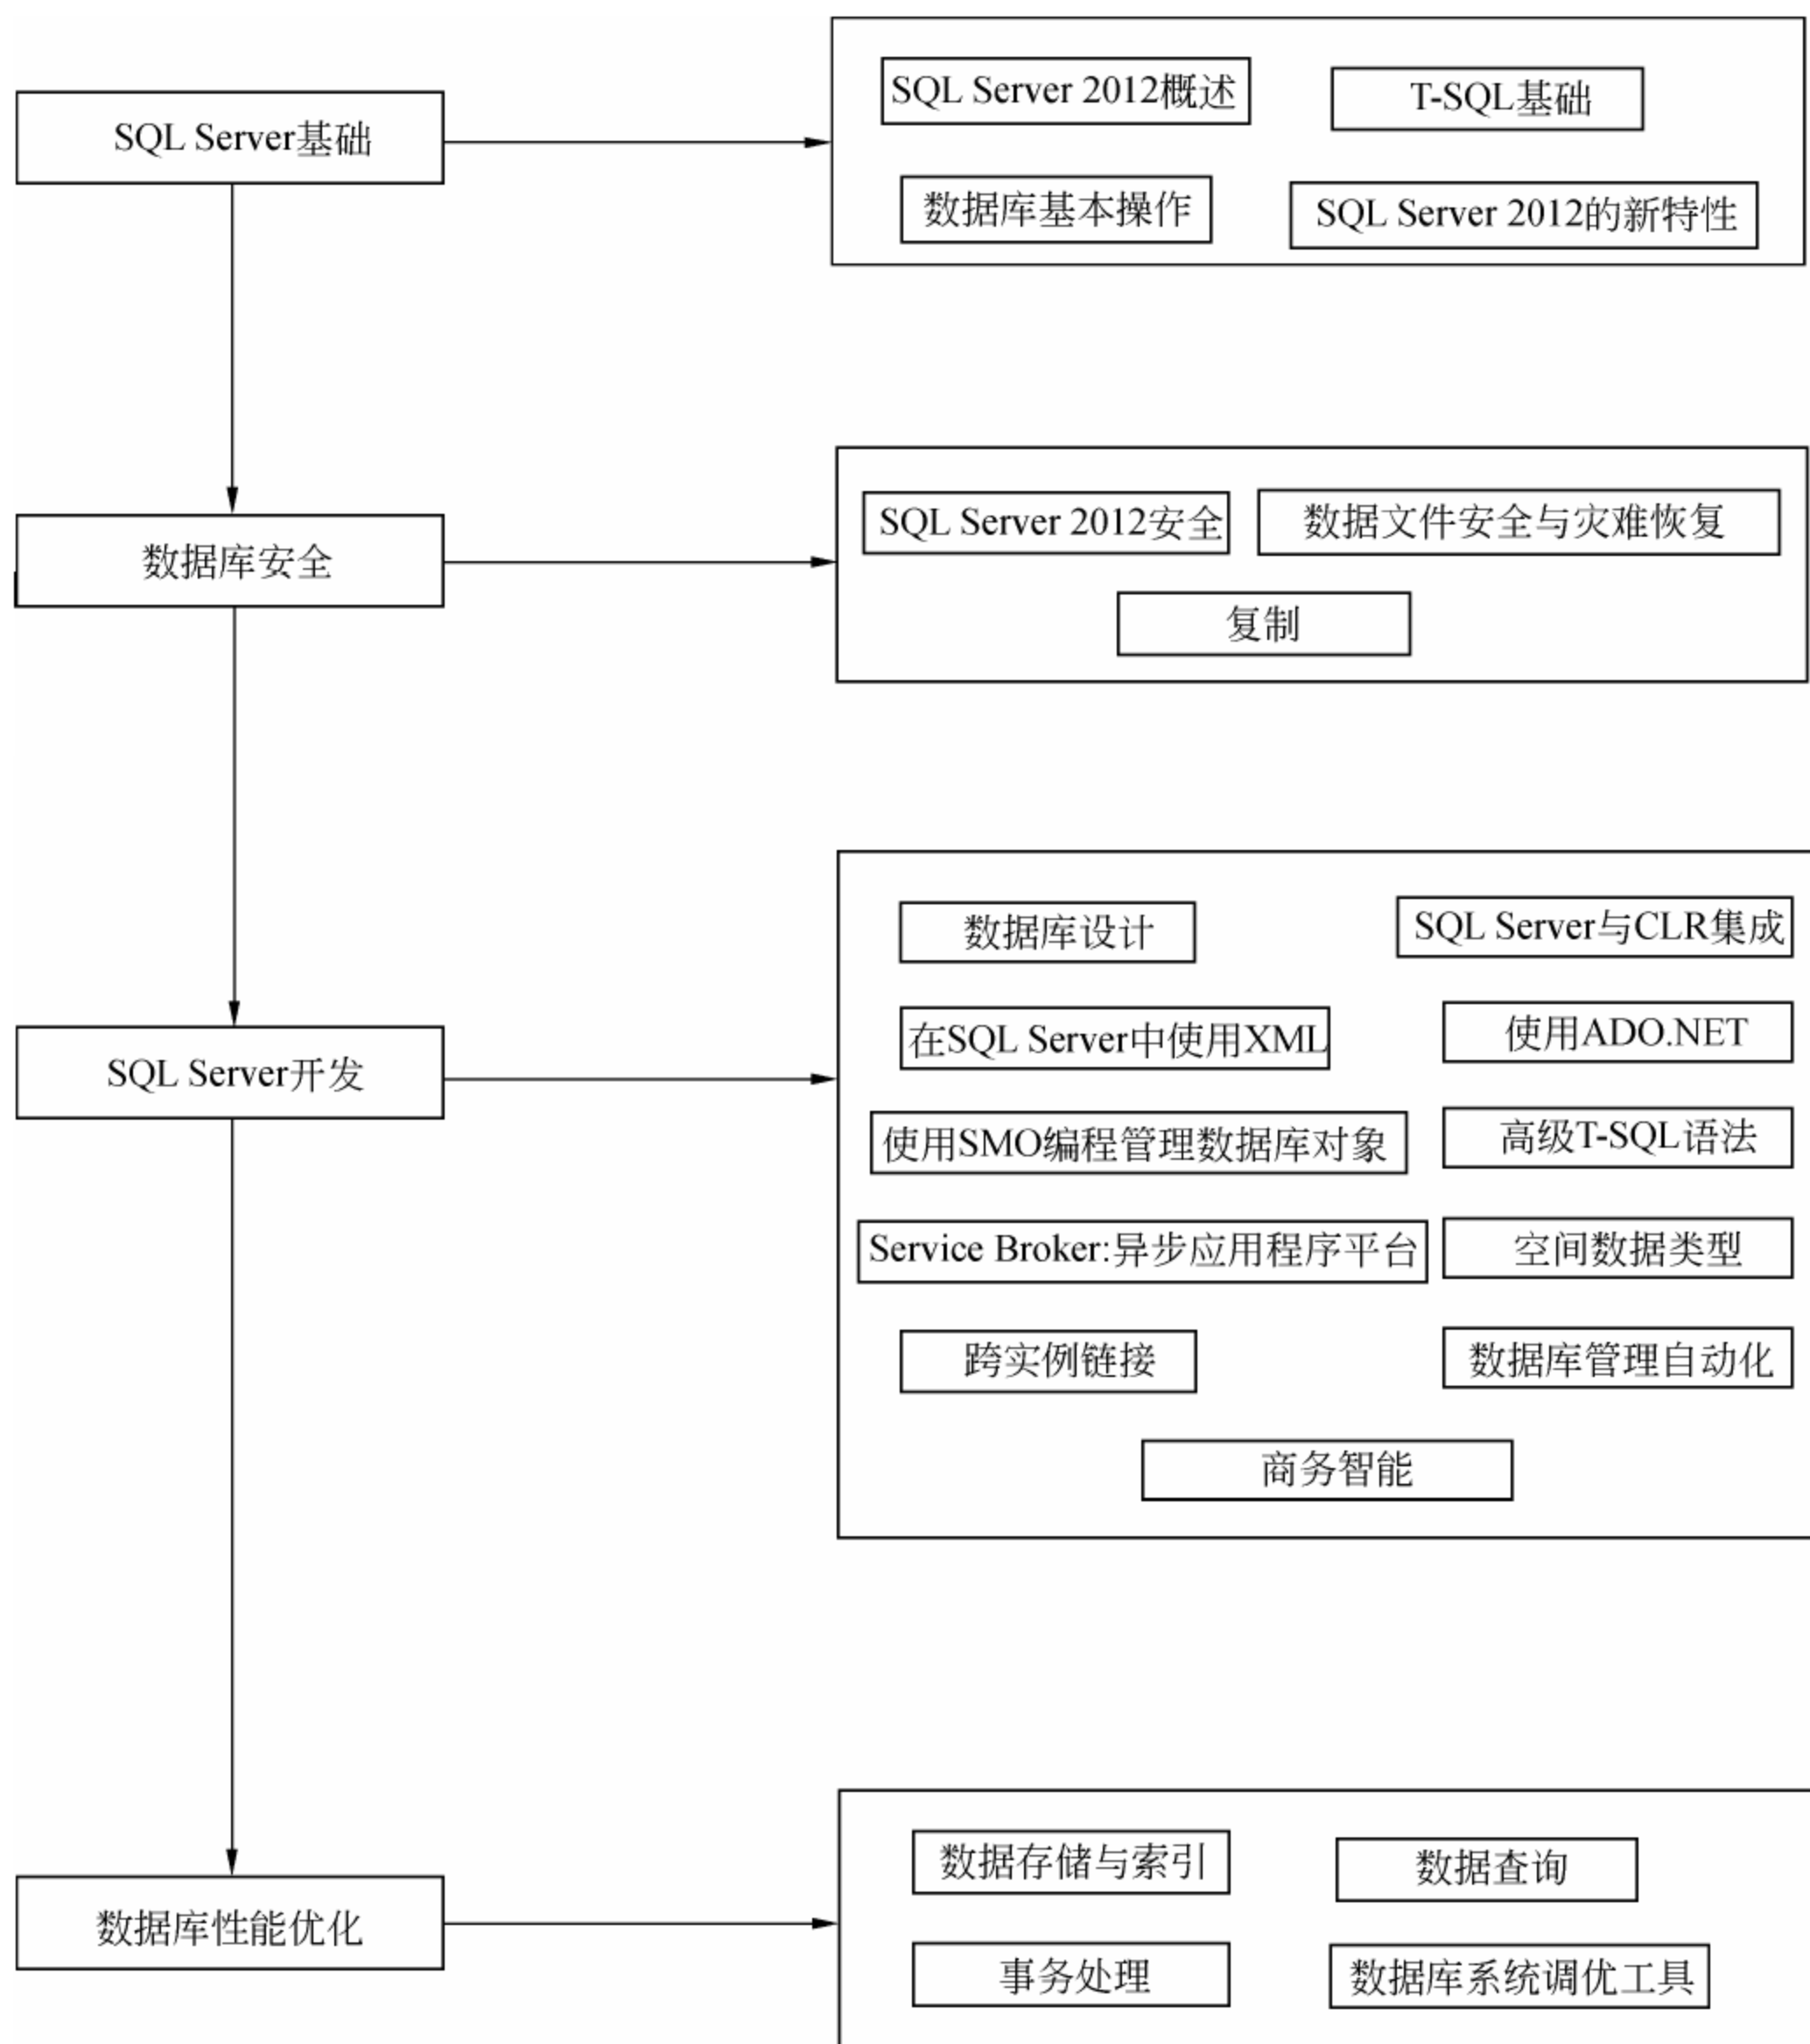 SQL Server基础
SQL Server 2012概述
T-SQL基础
数据库基本操作
SQL Server 2012的新特性
数据库安全
SQL Server 2012安全
数据文件安全与灾难恢复
复制
SQL Server开发
数据库设计
SQL Server与CLR集成
在SQL Server中使用XML
使用ADO.NET
使用SMO编程管理数据库对象
高级T-SQL语法
Service Broker:异步应用程序平台
空间数据类型
跨实例链接
数据库管理自动化
商务智能
数据库性能优化
数据存储与索引
数据查询
事务处理
数据库系统调优工具